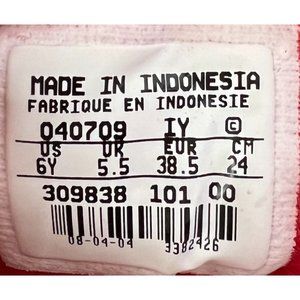 MADE IN INDONESIA
FABRIQUE EN INDONESIE
040709 IY ©
US UK EUR CM
6Y 5.5 38.5 24
309838 101 00
08-04-04 3382426